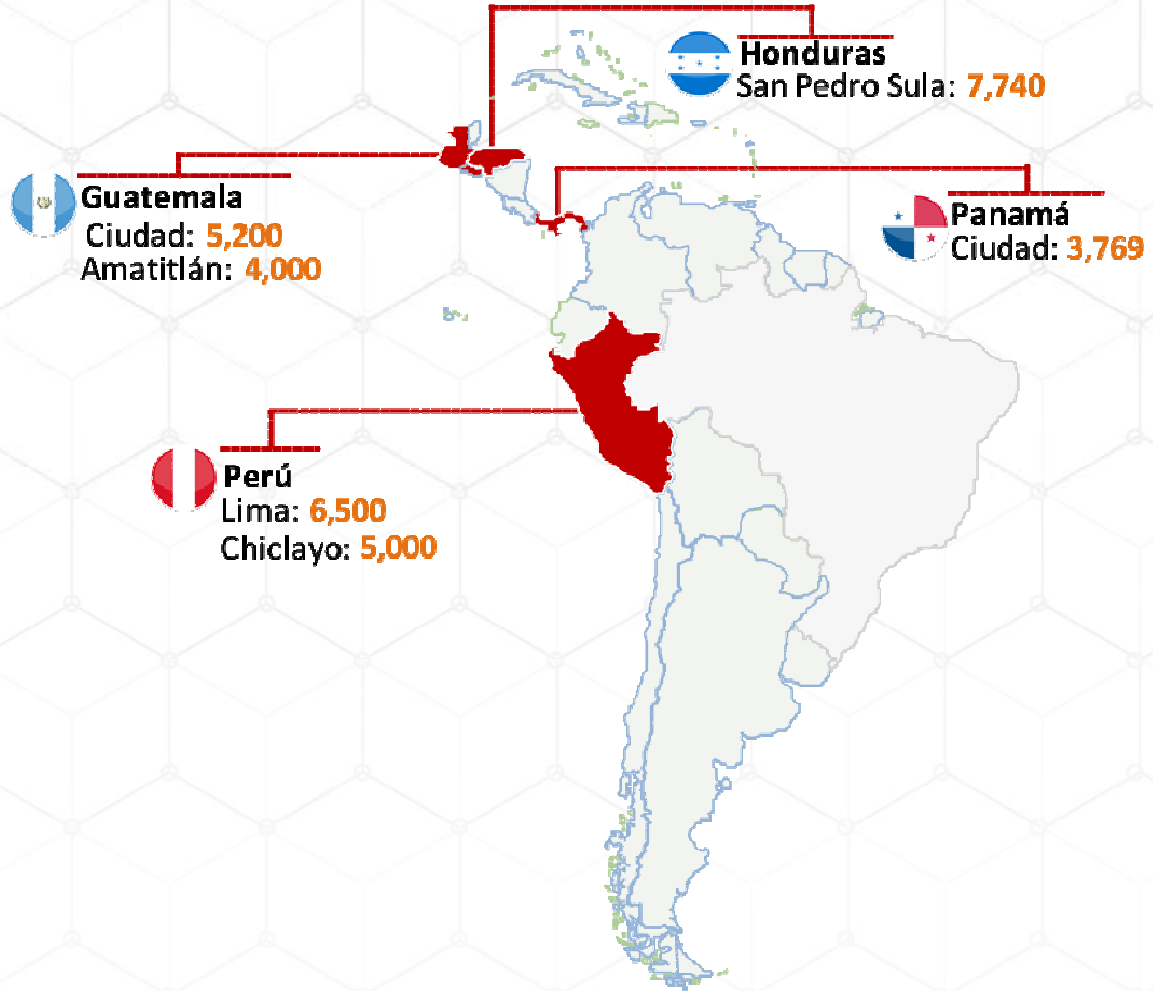 Honduras
San Pedro Sula: 7,740
Guatemala
Ciudad: 5,200
Amatitlán: 4,000
Panamá
Ciudad: 3,769
Perú
Lima: 6,500
Chiclayo: 5,000